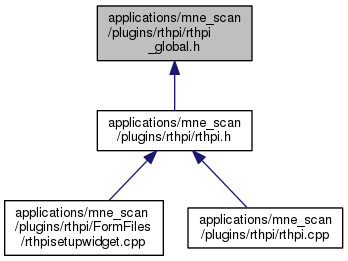 applications/mne_scan
/plugins/rthpi/rthpi
_global.h
applications/mne_scan
/plugins/rthpi/rthpi.h
applications/mne_scan
/plugins/rthpi/FormFiles
/rthpisetupwidget.cpp
applications/mne_scan
/plugins/rthpi/rthpi.cpp